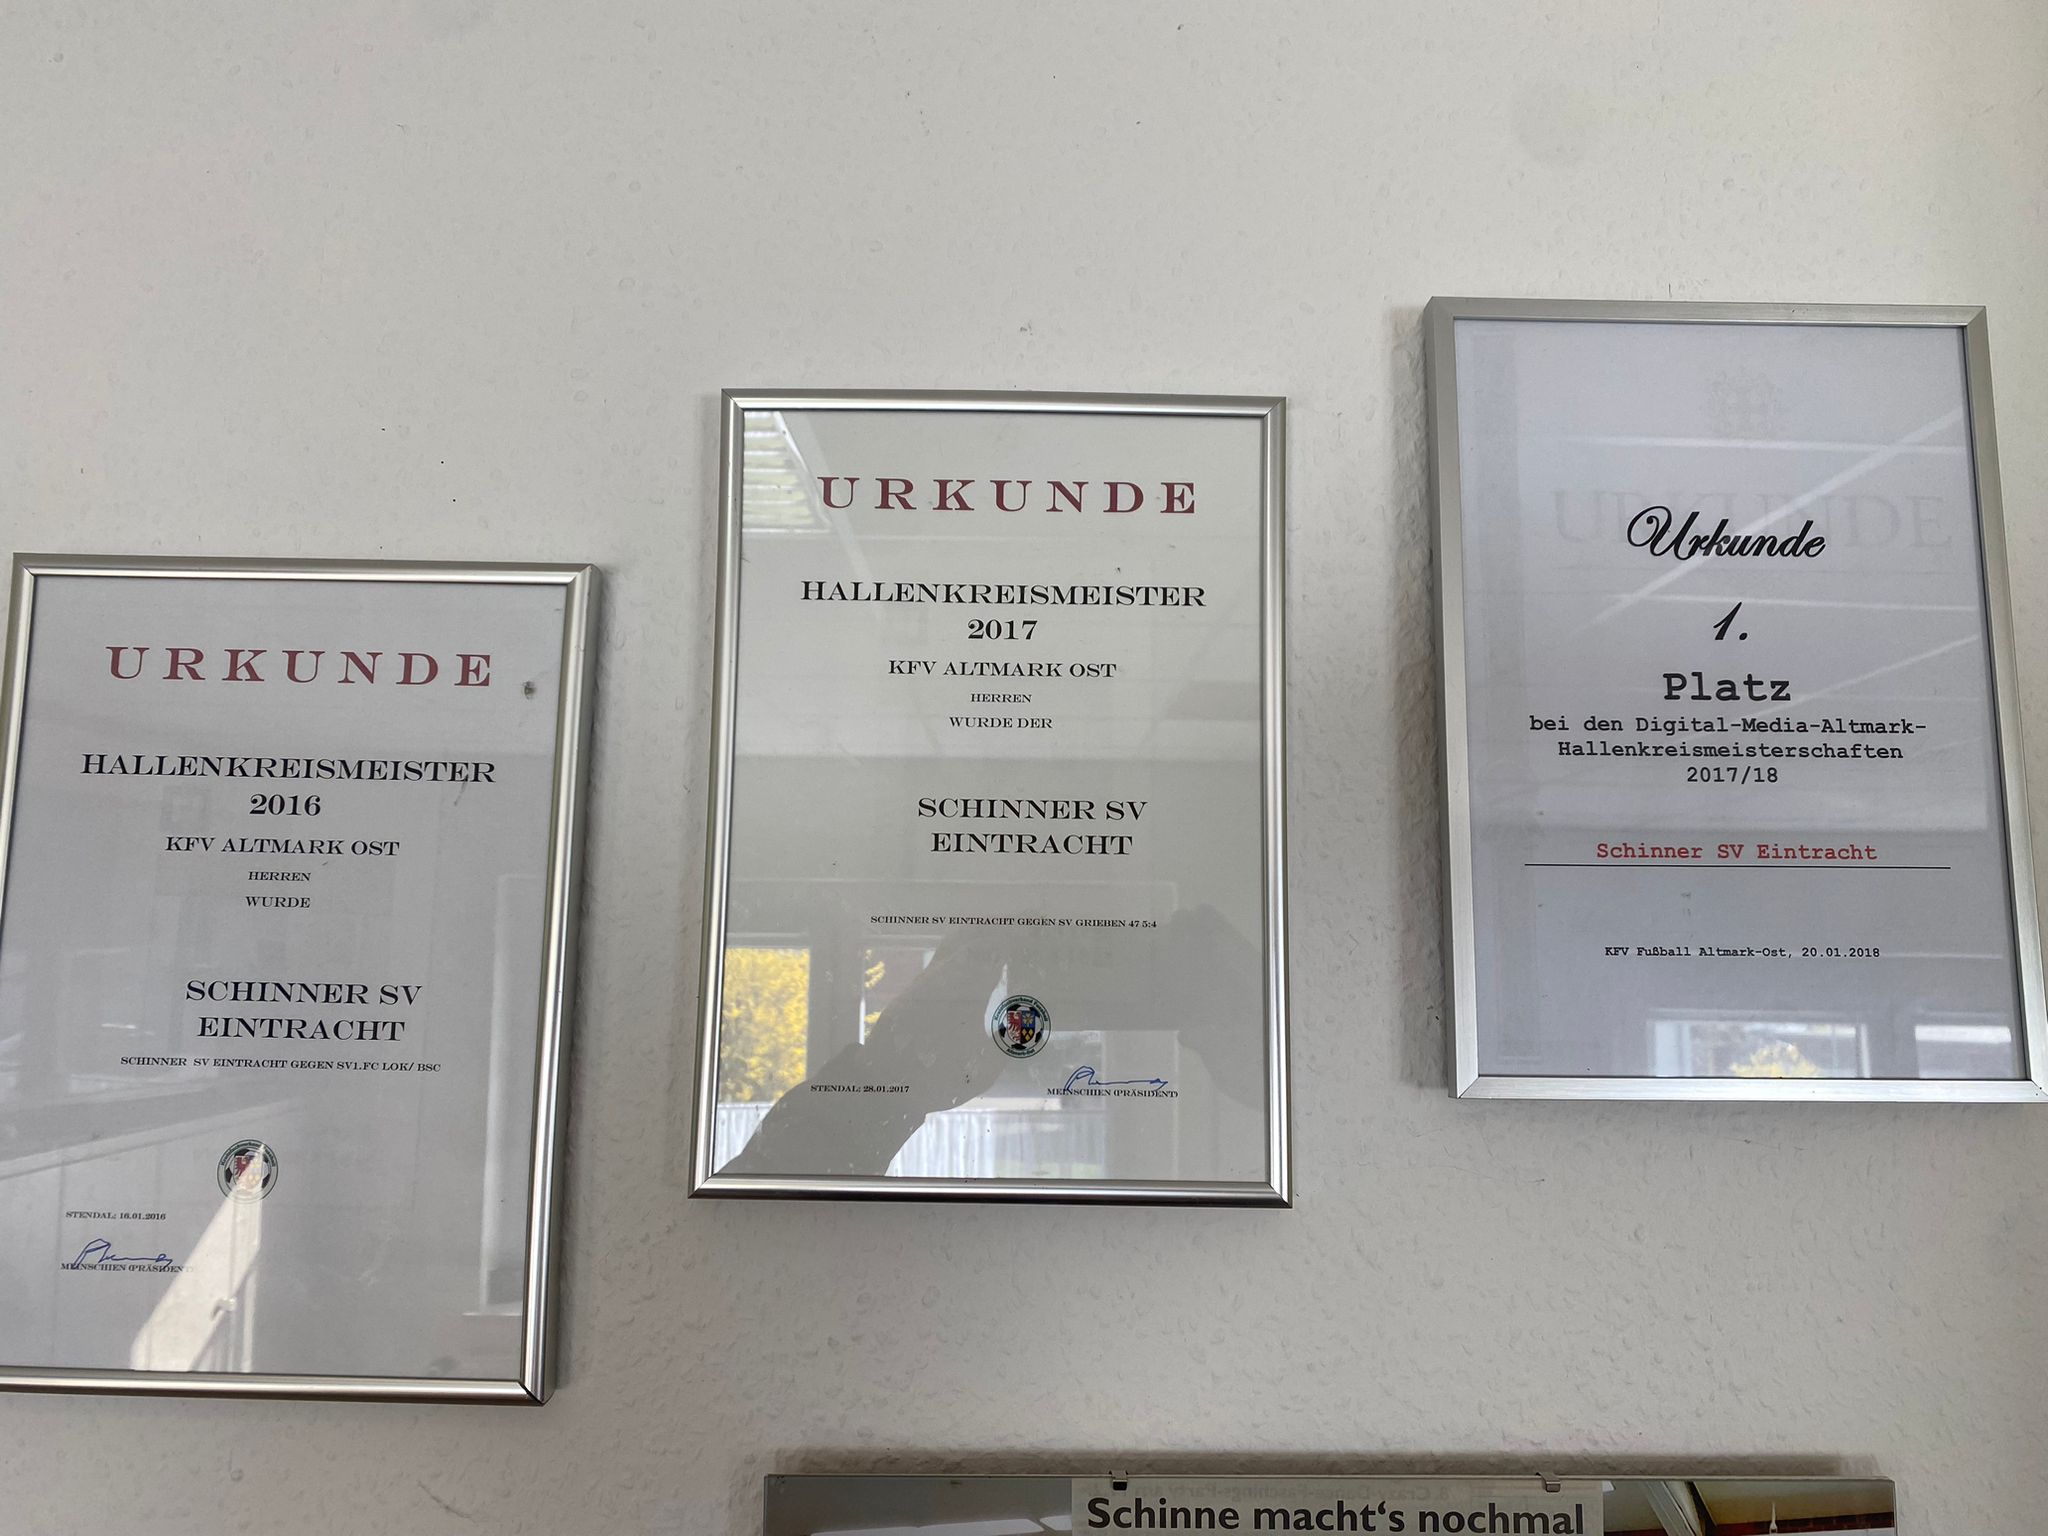 URKUNDE
HALLENKREISMEISTER
2016
KFV ALTMARK OST
HERREN
WURDE
SCHINNER SV
EINTRACHT
SCHINNER SV EINTRACHT GEGEN SV1.FC LOK/ BSC
STENDAL: 16.01.2016
MEINSCHIEN (PRÄSIDENT)
URKUNDE
HALLENKREISMEISTER
2017
KFV ALTMARK OST
HERREN
WURDE DER
SCHINNER SV
EINTRACHT
SCHINNER SV EINTRACHT GEGEN SV GRIEBEN 47 5:4
STENDAL: 28.01.2017
MEINSCHIEN (PRÄSIDENT)
URKUNDE
Urkunde
1.
Platz
bei den Digital-Media-Altmark-
Hallenkreismeisterschaften
2017/18
Schinner SV Eintracht
KFV Fußball Altmark-Ost, 20.01.2018
Schinne macht's nochmal